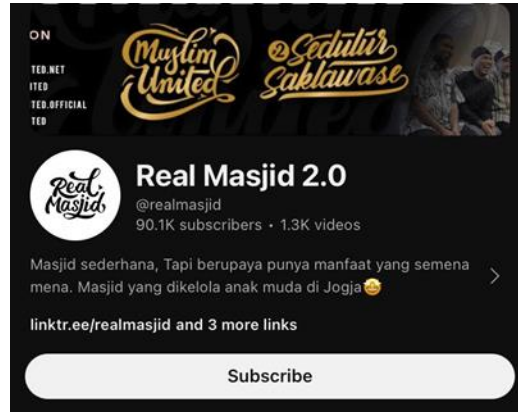 ON
TED.NET
ITED
TED.OFFICIAL
TED
Muslim
United
2 Sedulur
Saklawase
Real
Masjid
Real Masjid 2.0
@realmasjid
90.1K subscribers • 1.3K videos
Masjid sederhana, Tapi berupaya punya manfaat yang semena
mena. Masjid yang dikelola anak muda di Jogja🤩
linktr.ee/realmasjid and 3 more links
Subscribe